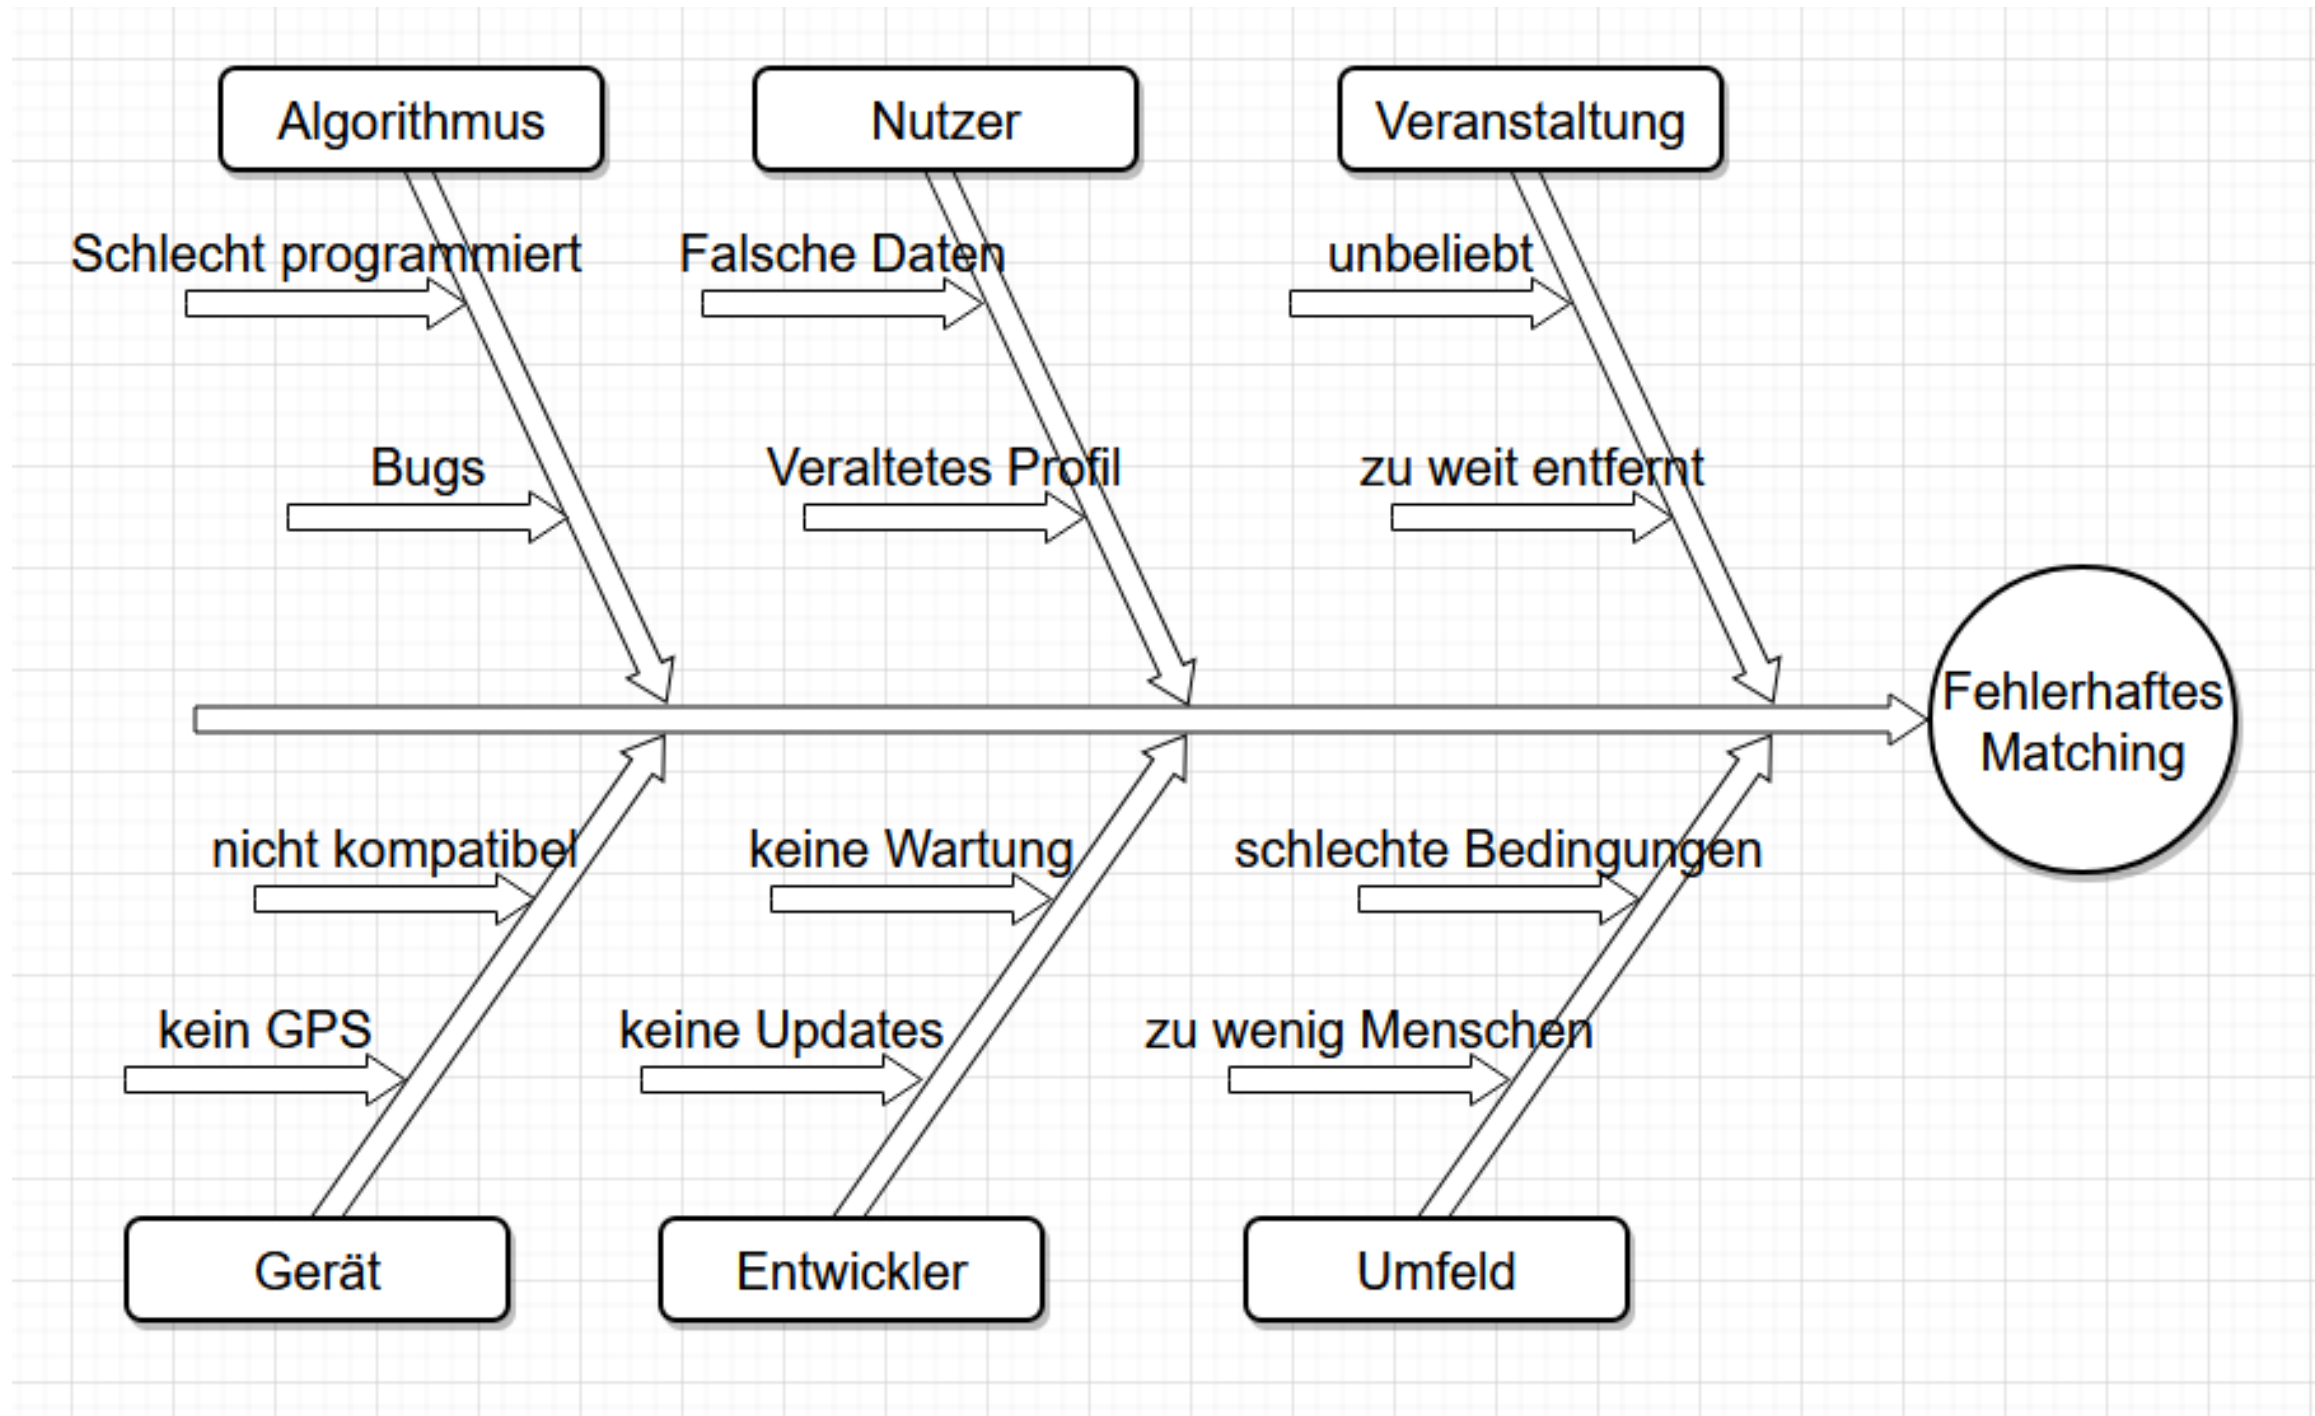 Algorithmus
Nutzer
Veranstaltung
Schlecht programmiert
Falsche Daten
unbeliebt
Bugs
Veraltetes Profil
zu weit entfernt
Fehlerhaftes
Matching
nicht kompatibel
keine Wartung
schlechte Bedingungen
kein GPS
keine Updates
zu wenig Menschen
Gerät
Entwickler
Umfeld